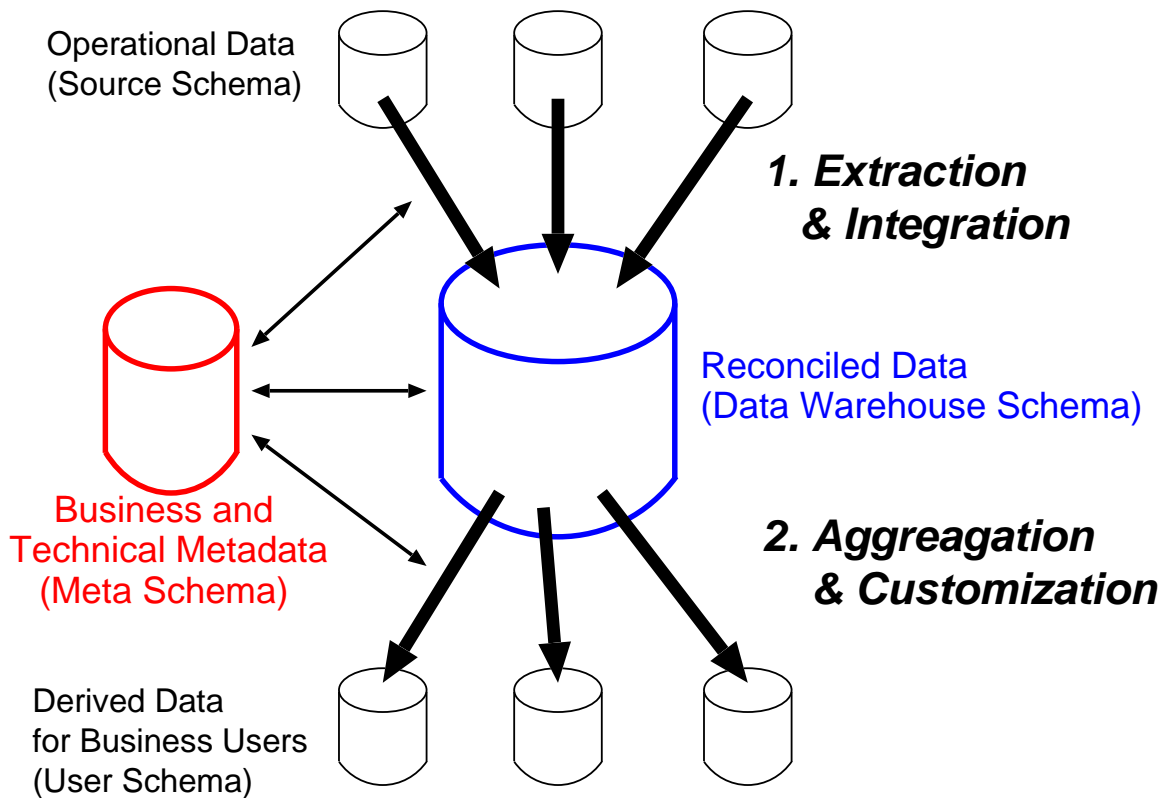 Operational Data
(Source Schema)
1. Extraction
& Integration
Reconciled Data
(Data Warehouse Schema)
Business and
Technical Metadata
(Meta Schema)
2. Aggreagation
& Customization
Derived Data
for Business Users
(User Schema)